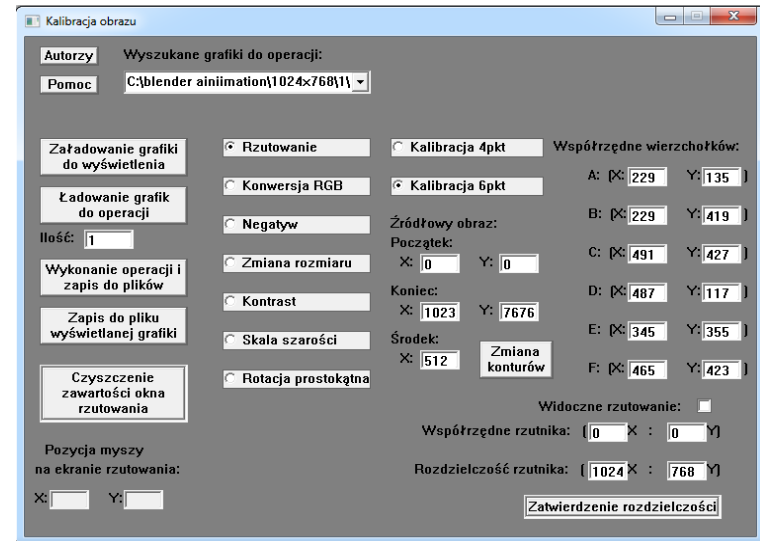 Kalibracja obrazu
Autorzy
Wyszukane grafiki do operacji:
Pomoc
C:\blender ainiimation\1024x768\1\
Załadowanie grafiki
do wyświetlenia
Ładowanie grafik
do operacji
Ilość: 1
Wykonanie operacji i
zapis do plików
Zapis do pliku
wyświetlanej grafiki
Czyszczenie
zawartości okna
rzutowania
Pozycja myszy
na ekranie rzutowania:
X: Y:
Rzutowanie
Konwersja RGB
Negatyw
Zmiana rozmiaru
Kontrast
Skala szarości
Rotacja prostokątna
Kalibracja 4pkt
Kalibracja 6pkt
Źródłowy obraz:
Początek:
X: 0 Y: 0
Koniec:
X: 1023 Y: 7676
Środek:
X: 512
Zmiana
konturów
Współrzędne wierzchołków:
A: (X: 229 Y: 135 )
B: (X: 229 Y: 419 )
C: (X: 491 Y: 427 )
D: (X: 487 Y: 117 )
E: (X: 345 Y: 355 )
F: (X: 465 Y: 423 )
Widoczne rzutowanie:
Współrzędne rzutnika: ( 0 X : 0 Y)
Rozdzielczość rzutnika: ( 1024 X : 768 Y)
Zatwierdzenie rozdzielczości